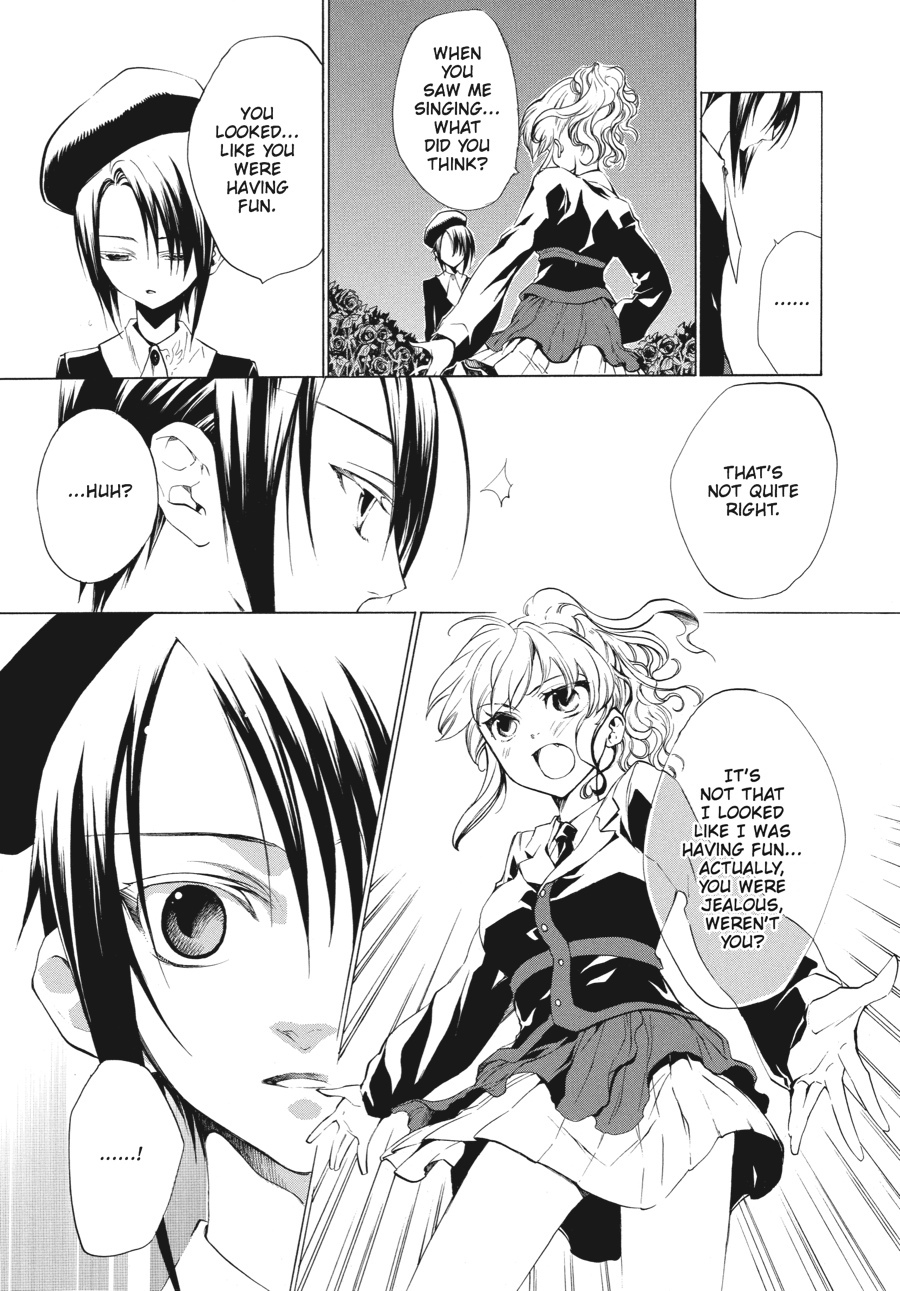 ......
WHEN
YOU
SAW ME
SINGING...
WHAT
DID YOU
THINK?
YOU
LOOKED...
LIKE YOU
WERE
HAVING
FUN.
THAT'S
NOT QUITE
RIGHT.
...HUH?
IT'S
NOT THAT
I LOOKED
LIKE I WAS
HAVING FUN...
ACTUALLY,
YOU WERE
JEALOUS,
WEREN'T
YOU?
......!